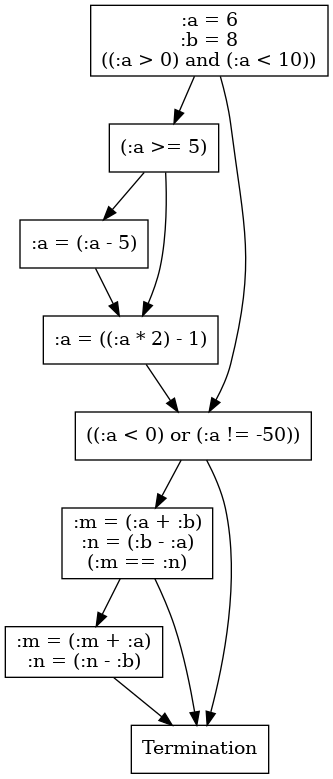 :a = 6
:b = 8
((:a > 0) and (:a < 10))
(:a >= 5)
:a = (:a - 5)
:a = ((:a * 2) - 1)
((:a < 0) or (:a != -50))
:m = (:a + :b)
:n = (:b - :a)
(:m == :n)
:m = (:m + :a)
:n = (:n - :b)
Termination